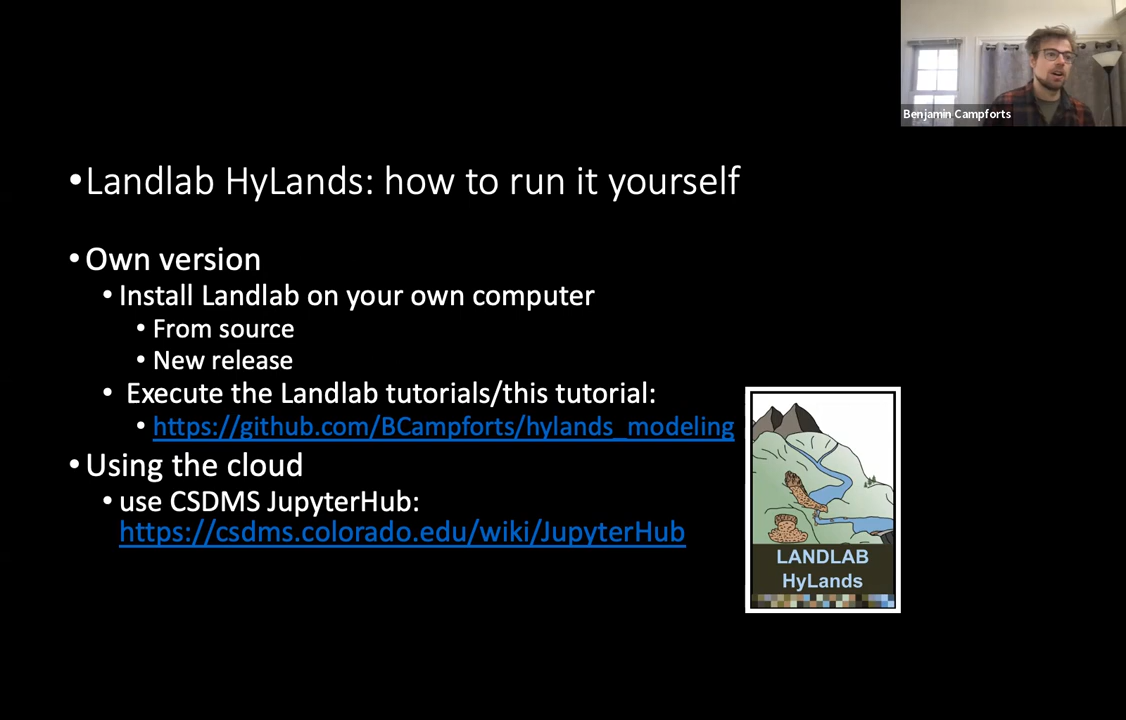 Benjamin Campforts
•Landlab HyLands: how to run it yourself
•Own version
•Install Landlab on your own computer
•From source
•New release
• Execute the Landlab tutorials/this tutorial:
•https://github.com/BCampforts/hylands_modeling
•Using the cloud
•use CSDMS JupyterHub:
https://csdms.colorado.edu/wiki/JupyterHub
LANDLAB
HyLands